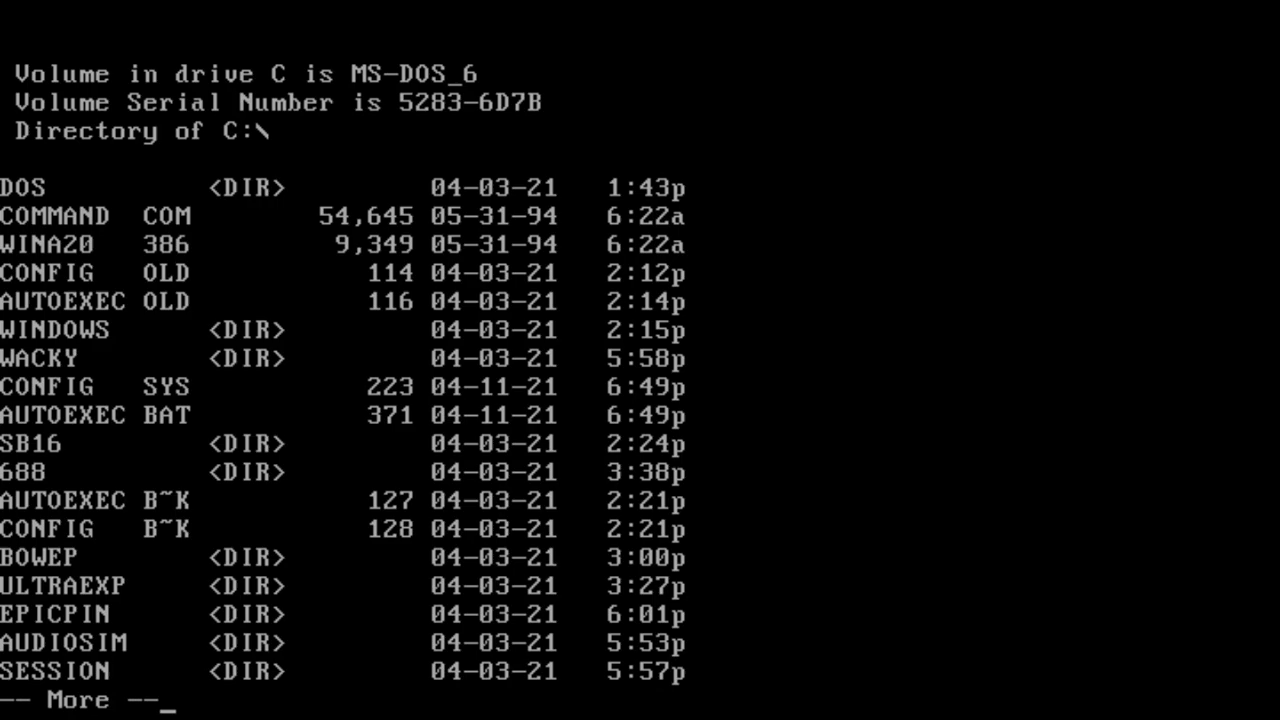 Volume in drive C is MS-DOS_6
Volume Serial Number is 5283-6D7B
Directory of C:\
DOS <DIR> 04-03-21 1:43p
COMMAND COM 54,645 05-31-94 6:22a
WINA20 386 9,349 05-31-94 6:22a
CONFIG OLD 114 04-03-21 2:12p
AUTOEXEC OLD 116 04-03-21 2:14p
WINDOWS <DIR> 04-03-21 2:15p
WACKY <DIR> 04-03-21 5:58p
CONFIG SYS 223 04-11-21 6:49p
AUTOEXEC BAT 371 04-11-21 6:49p
SB16 <DIR> 04-03-21 2:24p
688 <DIR> 04-03-21 3:38p
AUTOEXEC B~K 127 04-03-21 2:21p
CONFIG B~K 128 04-03-21 2:21p
BOWEP <DIR> 04-03-21 3:00p
ULTRAEXP <DIR> 04-03-21 3:27p
EPICPIN <DIR> 04-03-21 6:01p
AUDIOSIM <DIR> 04-03-21 5:53p
SESSION <DIR> 04-03-21 5:57p
-- More --_